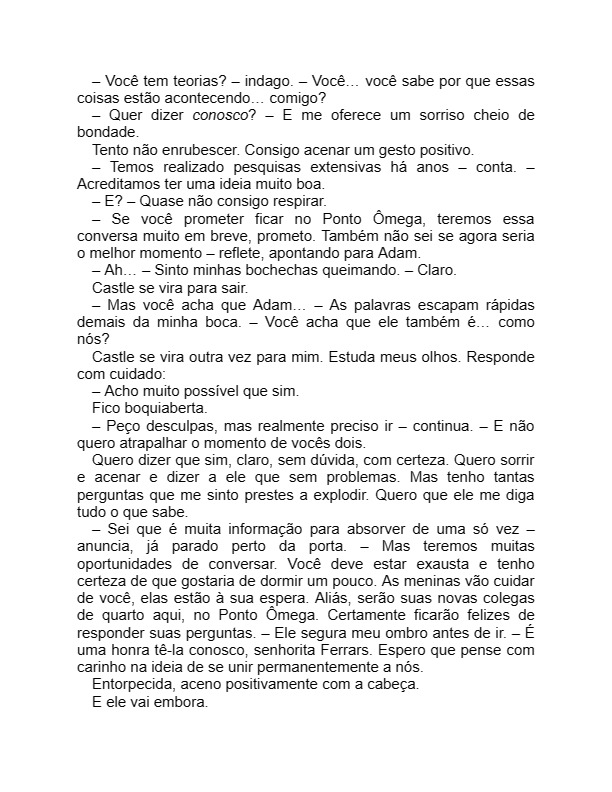 – Você tem teorias? – indago. – Você… você sabe por que essas
coisas estão acontecendo… comigo?
– Quer dizer conosco? – E me oferece um sorriso cheio de
bondade.
Tento não enrubescer. Consigo acenar um gesto positivo.
– Temos realizado pesquisas extensivas há anos – conta. –
Acreditamos ter uma ideia muito boa.
– E? – Quase não consigo respirar.
– Se você prometer ficar no Ponto Ômega, teremos essa
conversa muito em breve, prometo. Também não sei se agora seria
o melhor momento – reflete, apontando para Adam.
– Ah… – Sinto minhas bochechas queimando. – Claro.
Castle se vira para sair.
– Mas você acha que Adam… – As palavras escapam rápidas
demais da minha boca. – Você acha que ele também é… como
nós?
Castle se vira outra vez para mim. Estuda meus olhos. Responde
com cuidado:
– Acho muito possível que sim.
Fico boquiaberta.
– Peço desculpas, mas realmente preciso ir – continua. – E não
quero atrapalhar o momento de vocês dois.
Quero dizer que sim, claro, sem dúvida, com certeza. Quero sorrir
e acenar e dizer a ele que sem problemas. Mas tenho tantas
perguntas que me sinto prestes a explodir. Quero que ele me diga
tudo o que sabe.
– Sei que é muita informação para absorver de uma só vez –
anuncia, já parado perto da porta. – Mas teremos muitas
oportunidades de conversar. Você deve estar exausta e tenho
certeza de que gostaria de dormir um pouco. As meninas vão cuidar
de você, elas estão à sua espera. Aliás, serão suas novas colegas
de quarto aqui, no Ponto Ômega. Certamente ficarão felizes de
responder suas perguntas. – Ele segura meu ombro antes de ir. – É
uma honra tê-la conosco, senhorita Ferrars. Espero que pense com
carinho na ideia de se unir permanentemente a nós.
Entorpecida, aceno positivamente com a cabeça.
E ele vai embora.